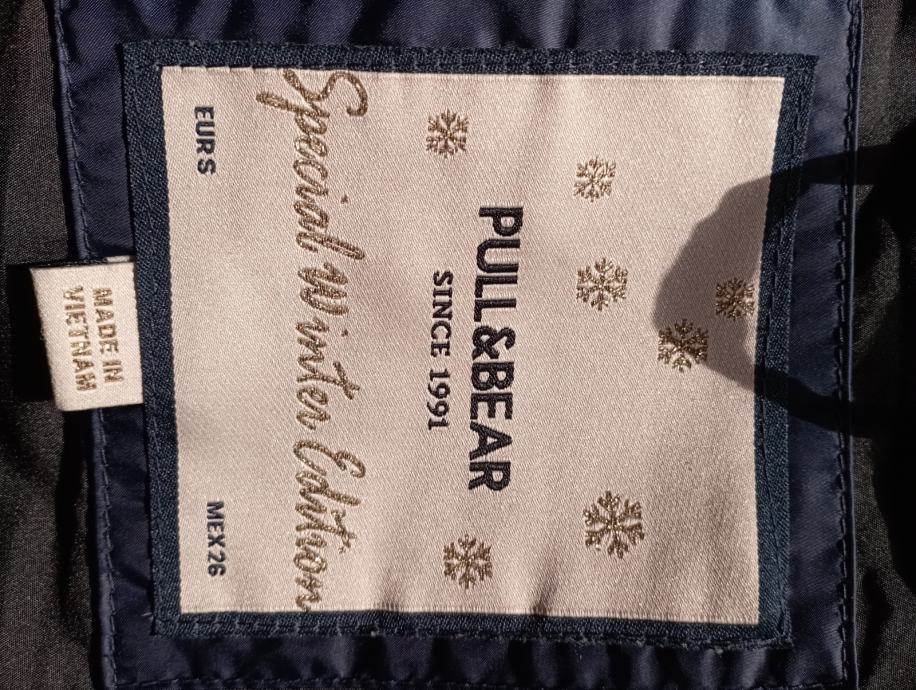 PULL&BEAR
SINCE 1991
Special Winter Edition
EUR S
MEX 26
MADE IN
VIETNAM